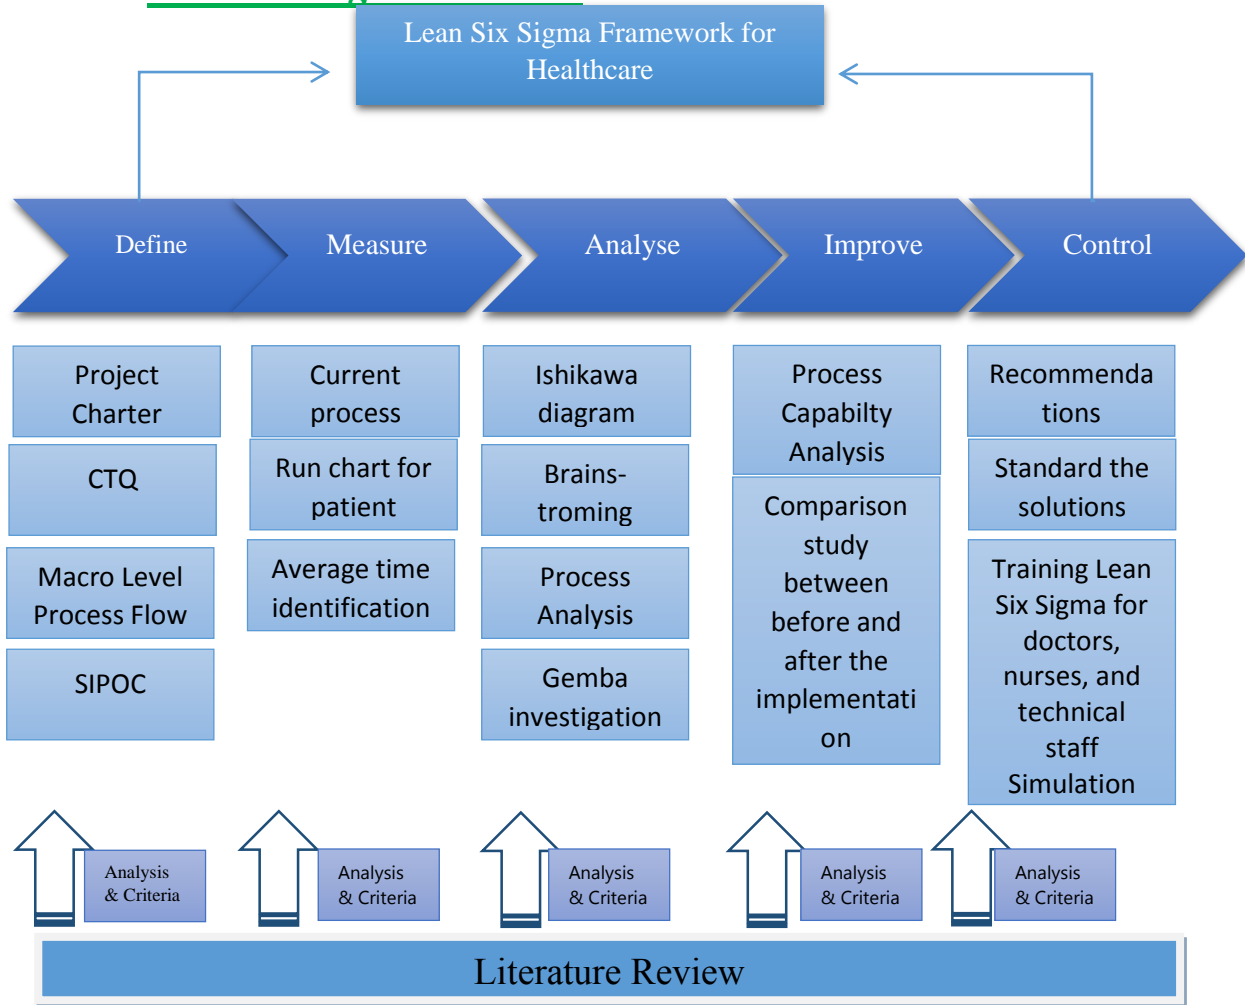 Lean Six Sigma Framework for
Healthcare
Define
Measure
Analyse
Improve
Control
Project
Charter
CTQ
Macro Level
Process Flow
SIPOC
Current
process
Run chart for
patient
Average time
identification
Ishikawa
diagram
Brains-
troming
Process
Analysis
Gemba
investigation
Process
Capabilty
Analysis
Comparison
study
between
before and
after the
implementati
on
Recommenda
tions
Standard the
solutions
Training Lean
Six Sigma for
doctors,
nurses, and
technical
staff
Simulation
Analysis
& Criteria
Analysis
& Criteria
Analysis
& Criteria
Analysis
& Criteria
Analysis
& Criteria
Literature Review